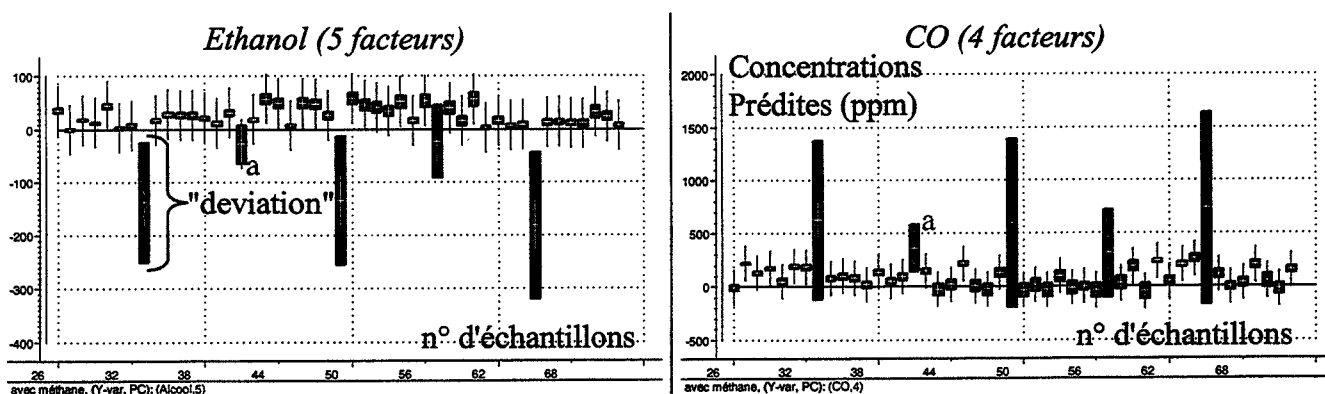 Ethanol (5 facteurs)
100
0
-100
-200
-300
-400
a
"deviation"
n° d'échantillons
26 32 38 44 50 56 62 68
avec méthane, (Y-var, PC): (Alcool,5)
CO (4 facteurs)
Concentrations
Prédites (ppm)
2000
1500
1000
500
0
-500
a
n° d'échantillons
26 32 38 44 50 56 62 68
avec méthane, (Y-var, PC): (CO,4)